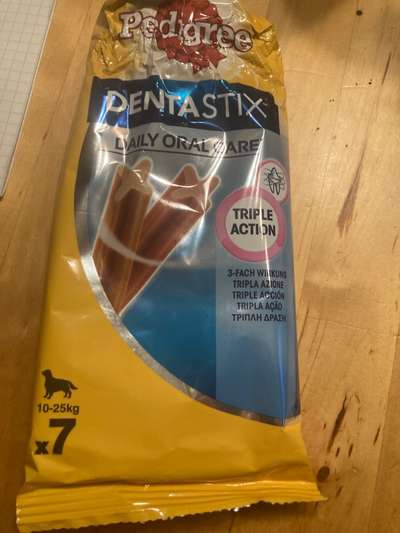 Pedigree
DENTASTIX
DAILY ORAL CARE
TRIPLE
ACTION
3-FACH WIRKUNG
TRIPLA AZIONE
TRIPLE ACCIÓN
TRIPLA AÇÃO
ΤΡΙΠΛΗ ΔΡΑΣΗ
10-25kg
x7